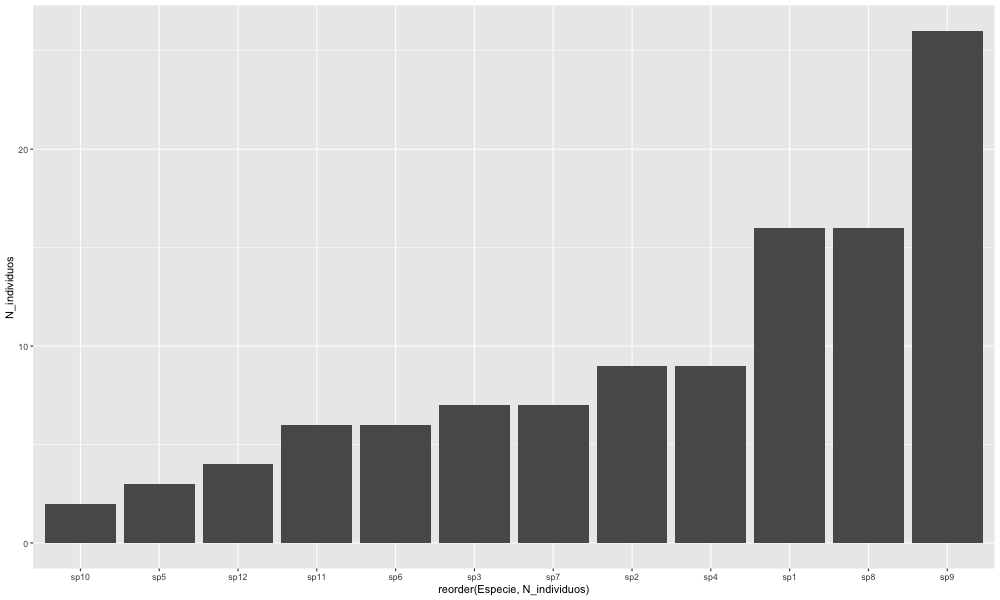 N_individuos
20
10
0
sp10 sp5 sp12 sp11 sp6 sp3 sp7 sp2 sp4 sp1 sp8 sp9
reorder(Especie, N_individuos)